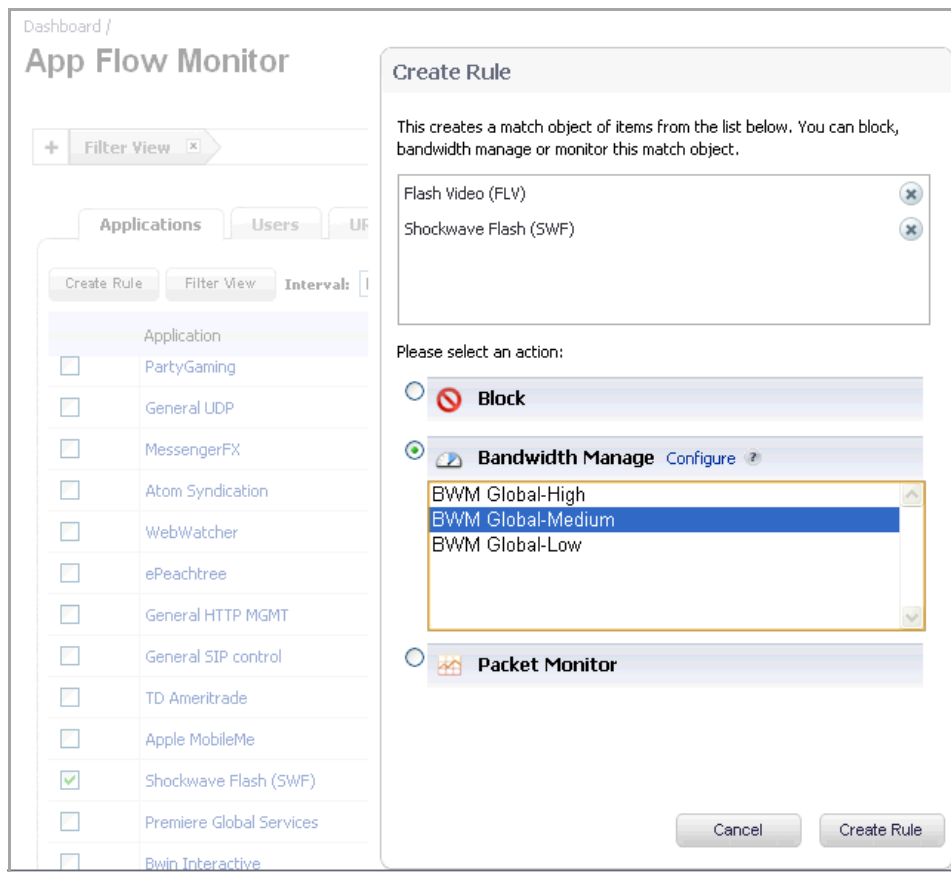 Dashboard /
App Flow Monitor
+ Filter View x
Applications Users
Create Rule Filter View Interval:
Application
PartyGaming
General UDP
MessengerFX
Atom Syndication
WebWatcher
ePeachtree
General HTTP MGMT
General SIP control
TD Ameritrade
Apple MobileMe
Shockwave Flash (SWF)
Premiere Global Services
Bwin Interactive
Create Rule
This creates a match object of items from the list below. You can block,
bandwidth manage or monitor this match object.
Flash Video (FLV)
Shockwave Flash (SWF)
Please select an action:
Block
Bandwidth Manage Configure ?
BWM Global-High
BWM Global-Medium
BWM Global-Low
Packet Monitor
Cancel Create Rule